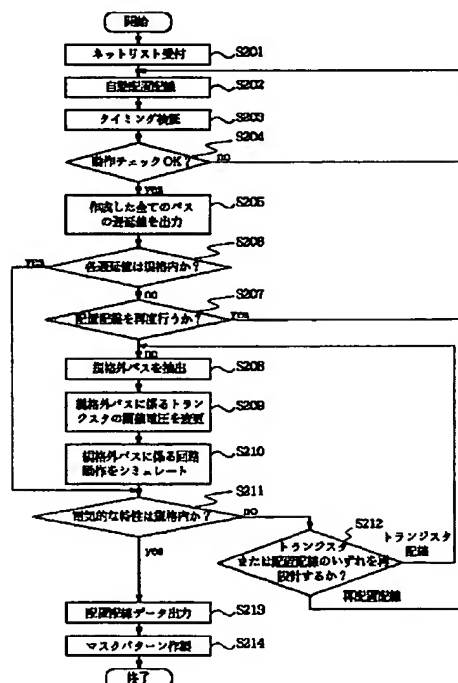 開始
ネットリスト受付
S201
自動配置配線
S202
タイミング検証
S203
動作チェックOK?
S204
no
yes
作成した全てのパス
の遅延値を出力
S205
各遅延値は規格内か?
S206
yes
no
配置配線を再度行うか?
S207
yes
no
規格外パスを抽出
S208
規格外パスに係るトラン
ジスタの閾値電圧を変更
S209
規格外パスに係る回路
動作をシミュレート
S210
電気的な特性は規格内か?
S211
no
yes
トランジスタ
または配置配線のいずれを再
設計するか?
S212
トランジスタ
配線
再配置配線
配置配線データ出力
S213
マスクパターン作製
S214
終了